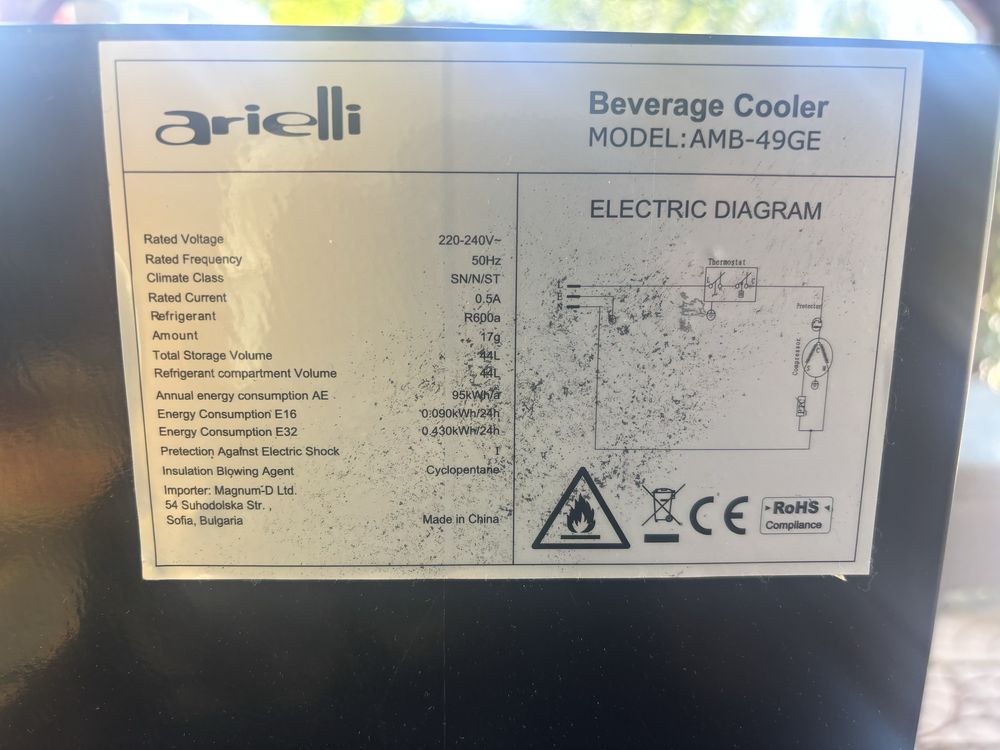 arielli
Beverage Cooler
MODEL:AMB-49GE
Rated Voltage 220-240V~
Rated Frequency 50Hz
Climate Class SN/N/ST
Rated Current 0.5A
Refrigerant R600a
Amount 17g
Total Storage Volume 44L
Refrigerant compartment Volume 44L
Annual energy consumption AE 95kWh/a
Energy Consumption E16 0.090kWh/24h
Energy Consumption E32 0.430kWh/24h
Pretection Agafnst Electric Shock I
Insulation Blowing Agent Cyclopentane
Importer: Magnum-D Ltd.
54 Suhodolska Str. ,
Sofia, Bulgaria
Made in China
ELECTRIC DIAGRAM
Thermostat
Protector
Compressor
PTC
CE
RoHS
Compliance